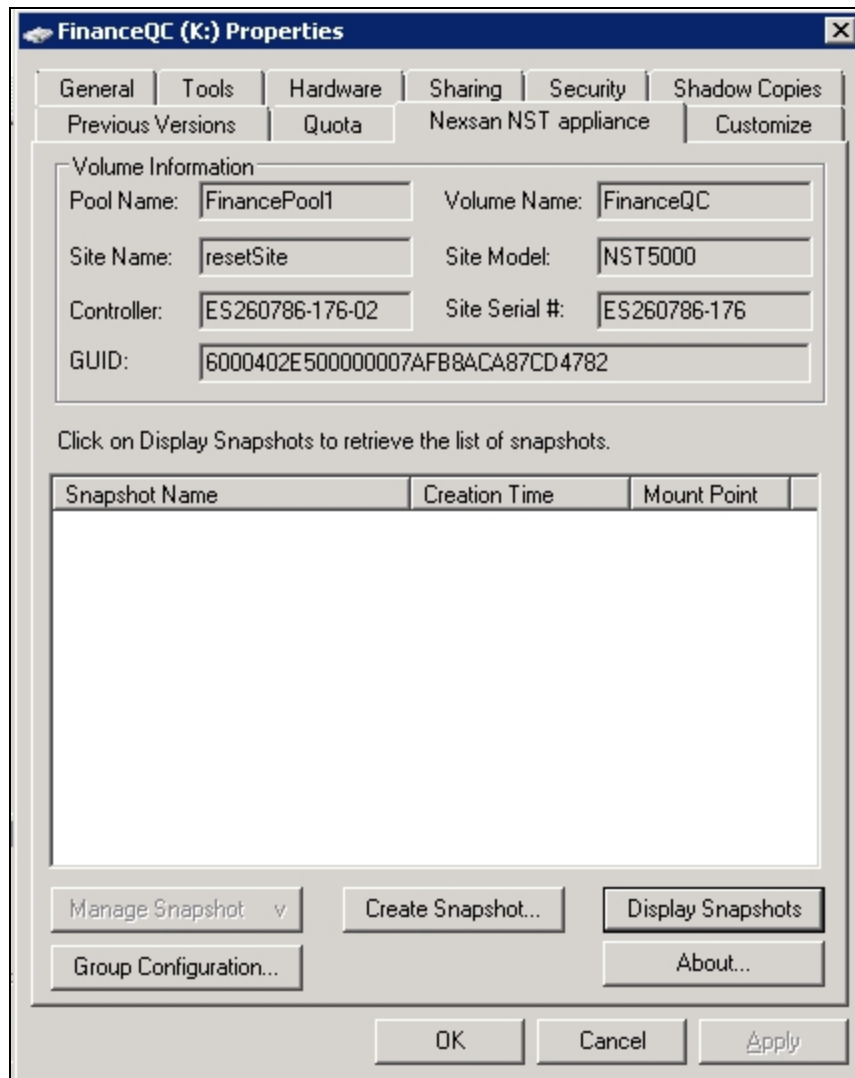 FinanceQC (K:) Properties
General Tools Hardware Sharing Security Shadow Copies
Previous Versions Quota Nexsan NST appliance Customize
Volume Information
Pool Name: FinancePool1 Volume Name: FinanceQC
Site Name: resetSite Site Model: NST5000
Controller: ES260786-176-02 Site Serial #: ES260786-176
GUID: 6000402E500000007AFB8ACA87CD4782
Click on Display Snapshots to retrieve the list of snapshots.
Snapshot Name Creation Time Mount Point
Manage Snapshot v Create Snapshot... Display Snapshots
Group Configuration... About...
OK Cancel Apply